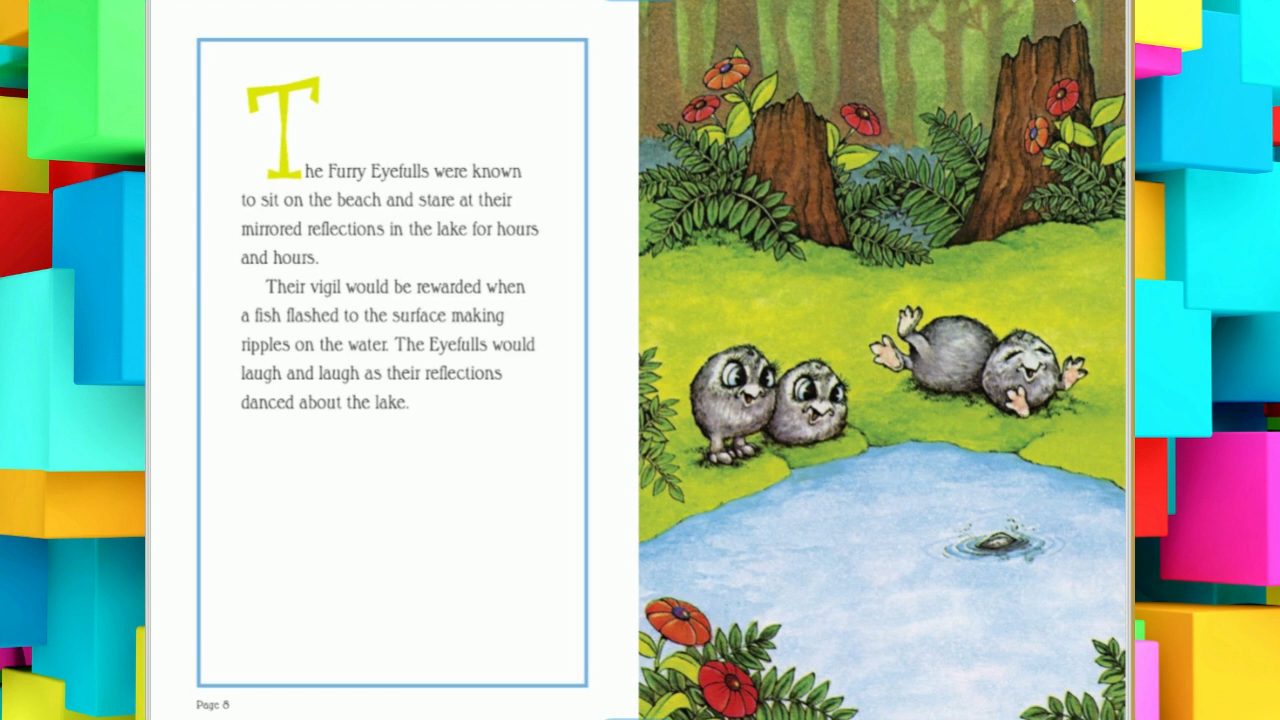 The Furry Eyefulls were known
to sit on the beach and stare at their
mirrored reflections in the lake for hours
and hours.
Their vigil would be rewarded when
a fish flashed to the surface making
ripples on the water. The Eyefulls would
laugh and laugh as their reflections
danced about the lake.
Page 8